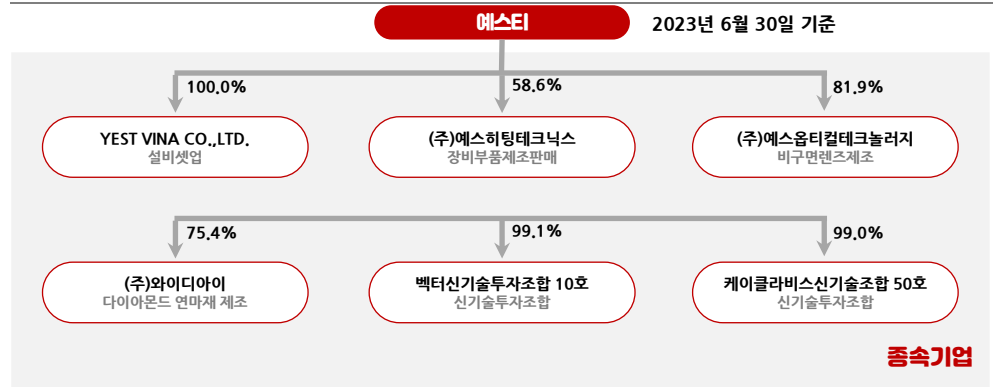 예스티
2023년 6월 30일 기준
100.0%
58.6%
81.9%
YEST VINA CO.,LTD.
설비셋업
(주)예스히팅테크닉스
장비부품제조판매
(주)예스옵티컬테크놀러지
비구면렌즈제조
75.4%
99.1%
99.0%
(주)와이디아이
다이아몬드 연마재 제조
벡터신기술투자조합 10호
신기술투자조합
케이클라비스신기술조합 50호
신기술투자조합
종속기업